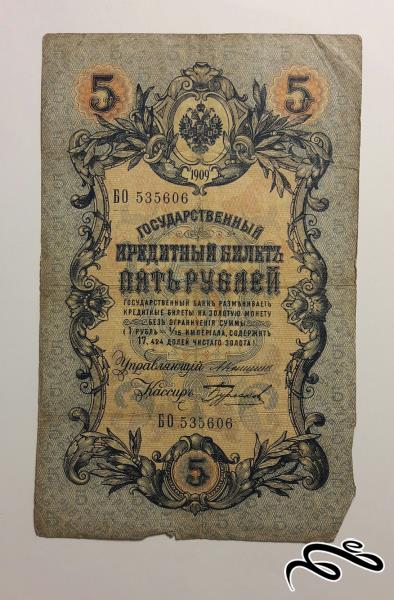 5 5
1909
БО 535606
ГОСУДАРСТВЕННЫЙ
КРЕДИТНЫЙ БИЛЕТЪ
ПЯТЬ РУБЛЕЙ
ГОСУДАРСТВЕННЫЙ БАНКЪ РАЗМѢНИВАЕТЪ
КРЕДИТНЫЕ БИЛЕТЫ НА ЗОЛОТУЮ МОНЕТУ
БЕЗЪ ОГРАНИЧЕНІЯ СУММЫ
(1 РУБЛЬ = 1/15 ИМПЕРІАЛА, СОДЕРЖИТЪ
17,424 ДОЛЕЙ ЧИСТАГО ЗОЛОТА).
Управляющій
Кассиръ
БО 535606
5